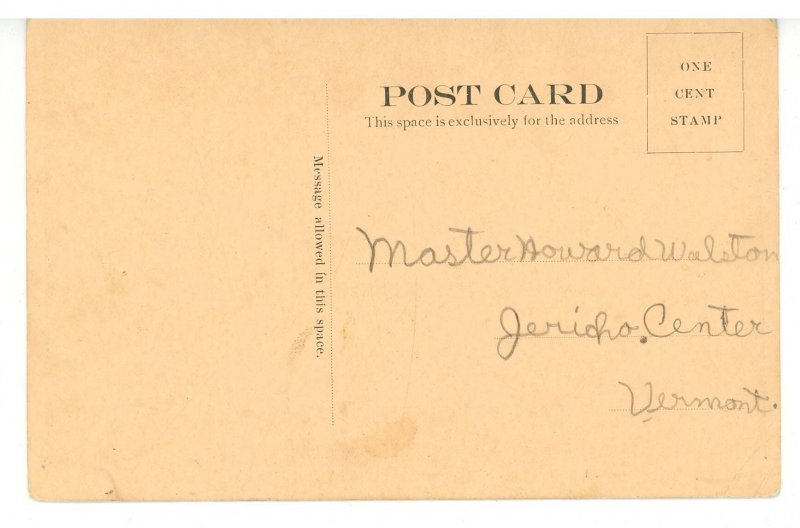 POST CARD
This space is exclusively for the address
ONE
CENT
STAMP
Message allowed in this space.
Master Howard Walston
Jericho, Center
Vermont.